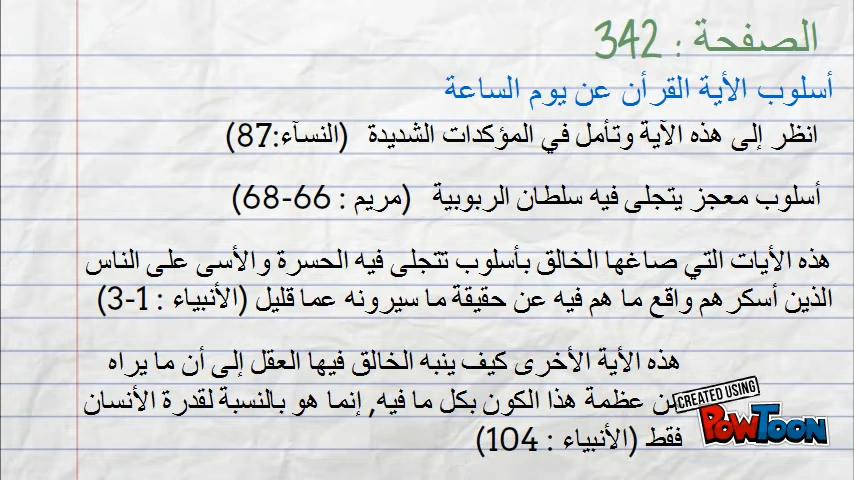 الصفحة : 342
أسلوب الأية القرأن عن يوم الساعة
انظر إلى هذه الآية وتأمل في المؤكدات الشديدة (النسآء:87)
أسلوب معجز يتجلى فيه سلطان الربوبية (مريم : 66-68)
هذه الأيات التي صاغها الخالق بأسلوب تتجلى فيه الحسرة والأسى على الناس
الذين أسكرهم واقع ما هم فيه عن حقيقة ما سيرونه عما قليل (الأنبياء : 1-3)
هذه الأية الأخرى كيف ينبه الخالق فيها العقل إلى أن ما يراه
عظمة هذا الكون بكل ما فيه, إنما هو بالنسبة لقدرة الأنسان
فقط (الأنبياء : 104)
CREATED USING
POWTOON